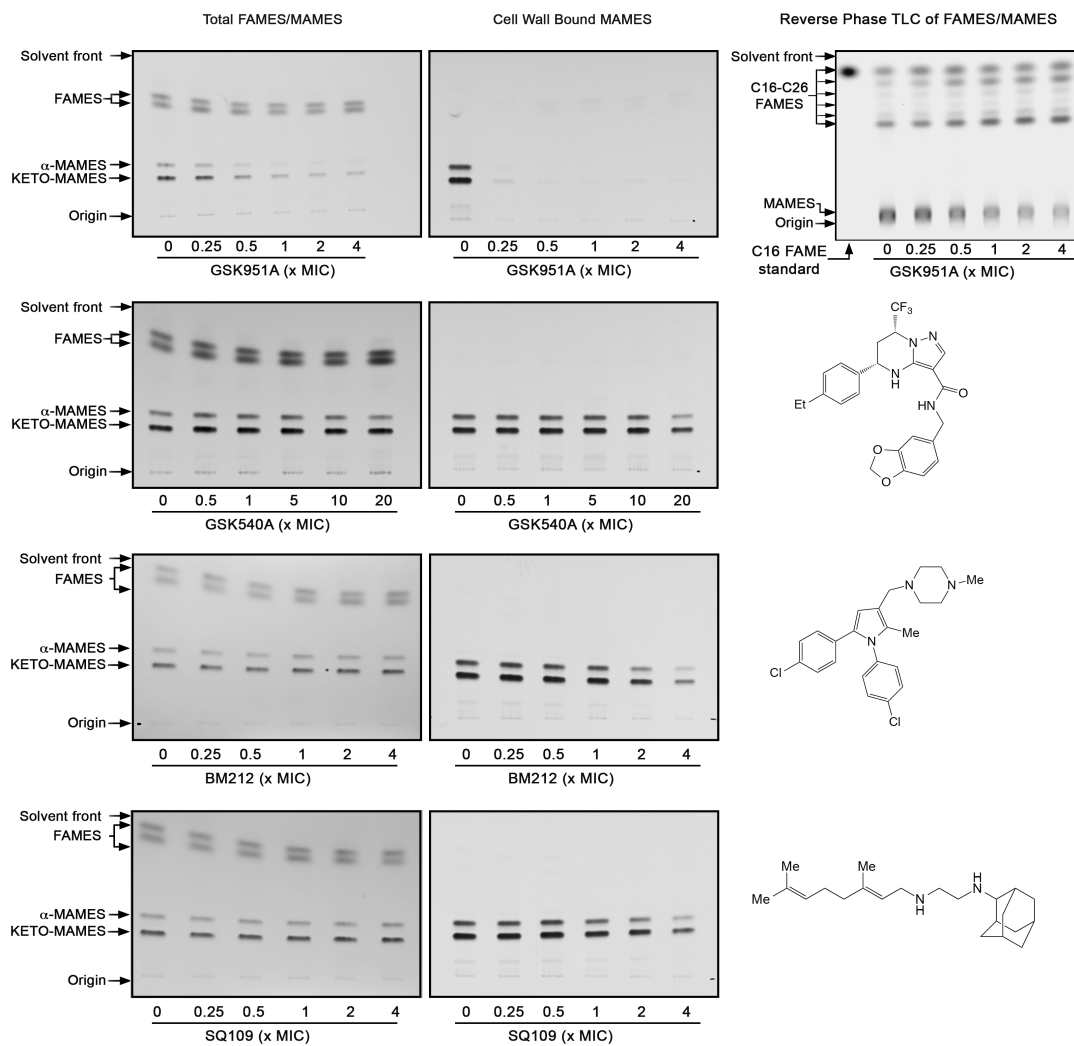 Total FAMES/MAMES
Cell Wall Bound MAMES
Reverse Phase TLC of FAMES/MAMES
Solvent front
FAMES
α-MAMES
KETO-MAMES
Origin
0 0.25 0.5 1 2 4
GSK951A (x MIC)
0 0.25 0.5 1 2 4
GSK951A (x MIC)
Solvent front
C16-C26
FAMES
MAMES
Origin
C16 FAME
standard
0 0.25 0.5 1 2 4
GSK951A (x MIC)
Solvent front
FAMES
α-MAMES
KETO-MAMES
Origin
0 0.5 1 5 10 20
GSK540A (x MIC)
0 0.5 1 5 10 20
GSK540A (x MIC)
CF3
N
N
N
H
Et
O
HN
O
O
Solvent front
FAMES
α-MAMES
KETO-MAMES
Origin
0 0.25 0.5 1 2 4
BM212 (x MIC)
0 0.25 0.5 1 2 4
BM212 (x MIC)
N
N
Me
Me
N
Cl
Cl
Solvent front
FAMES
α-MAMES
KETO-MAMES
Origin
0 0.25 0.5 1 2 4
SQ109 (x MIC)
0 0.25 0.5 1 2 4
SQ109 (x MIC)
Me
Me
Me
N
H
H
N